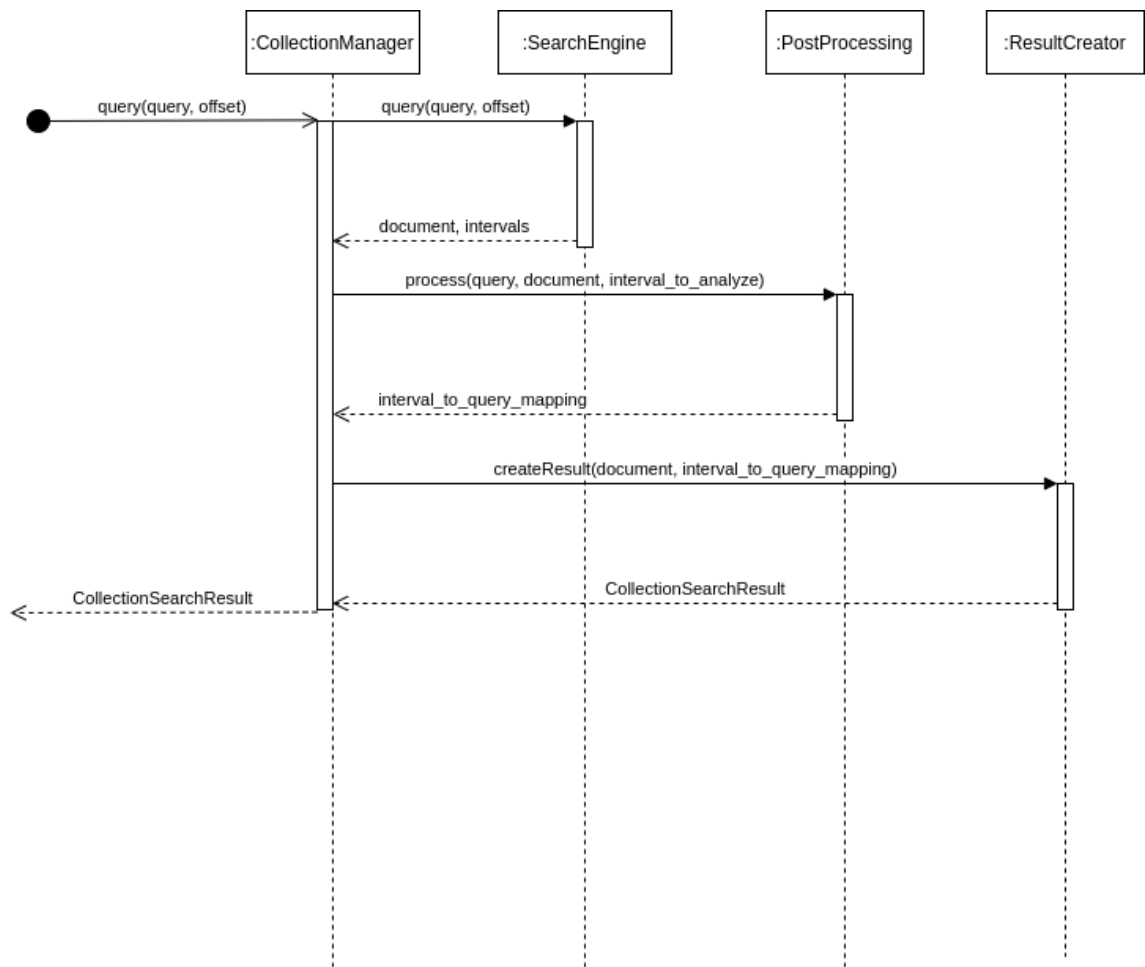 :CollectionManager
:SearchEngine
:PostProcessing
:ResultCreator
query(query, offset)
query(query, offset)
document, intervals
process(query, document, interval_to_analyze)
interval_to_query_mapping
createResult(document, interval_to_query_mapping)
CollectionSearchResult
CollectionSearchResult